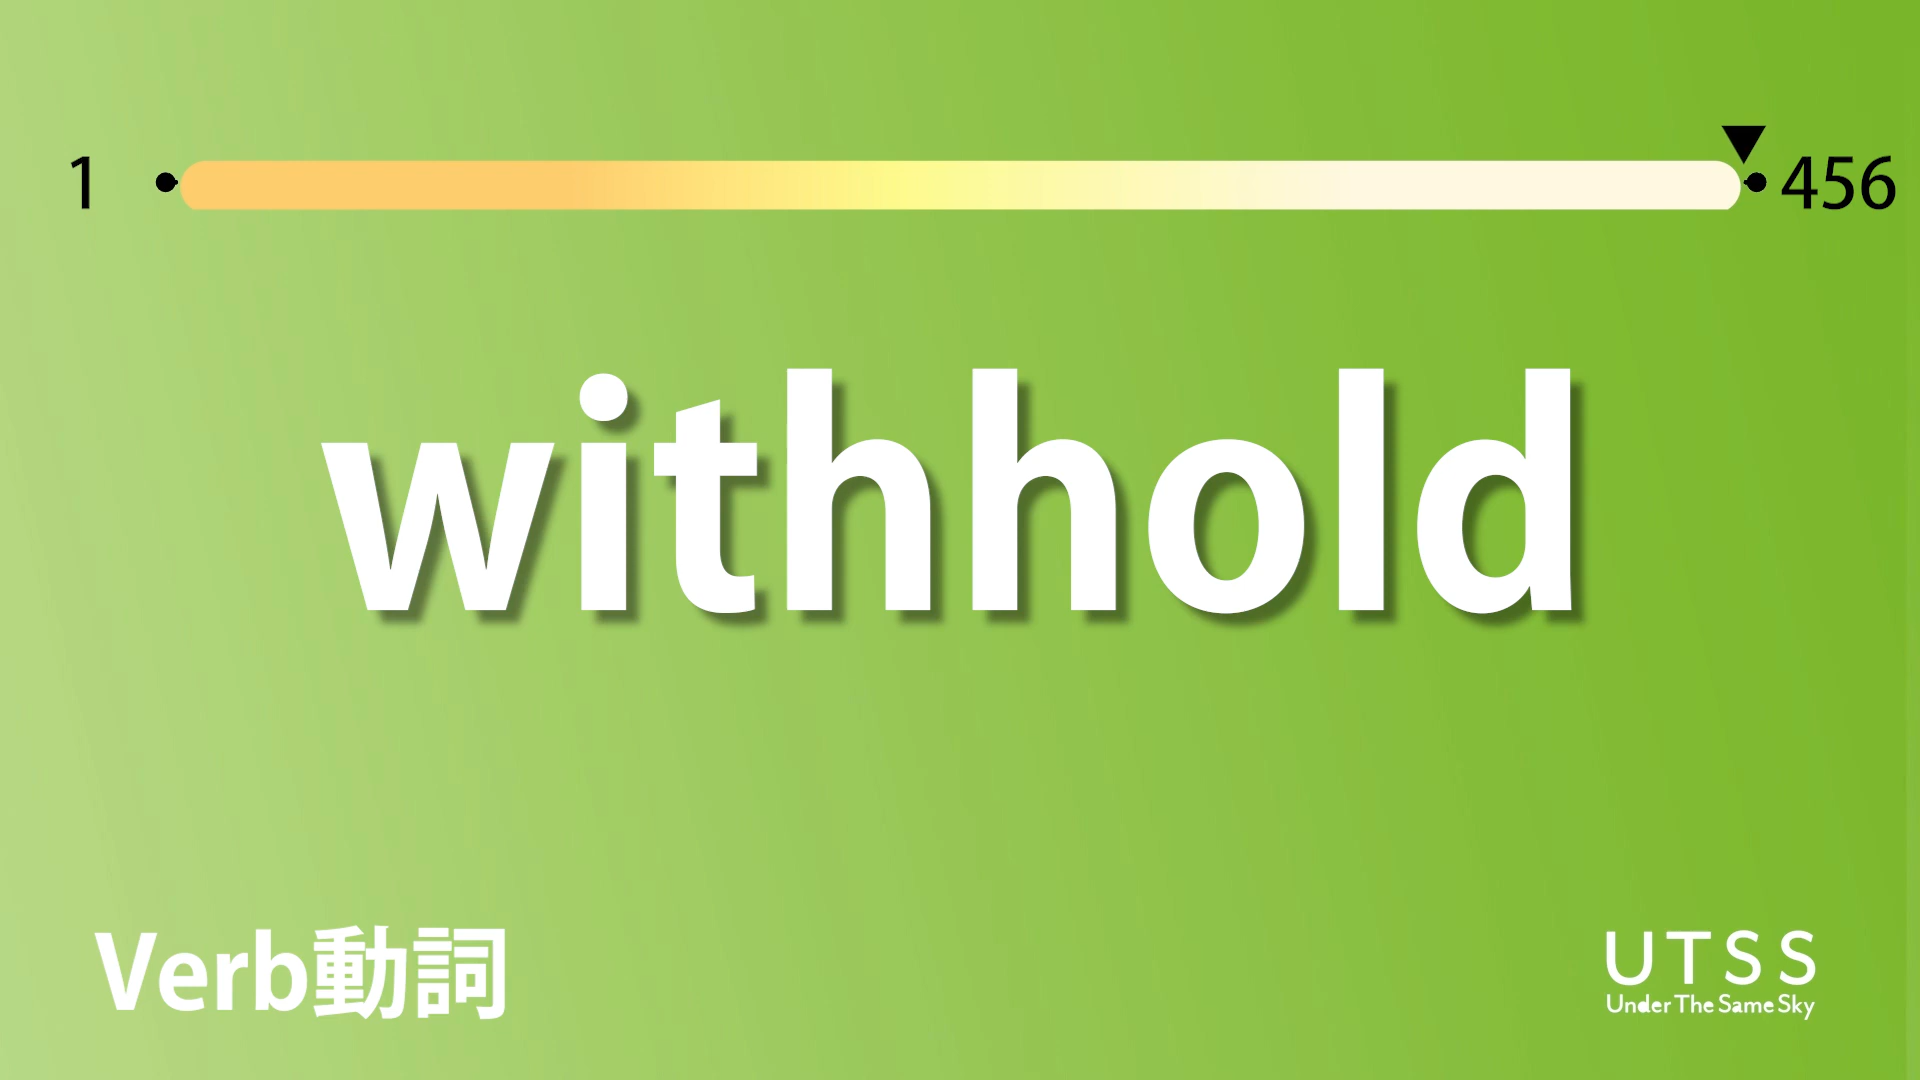 1 456
withhold
Verb動詞
UTSS
Under The Same Sky